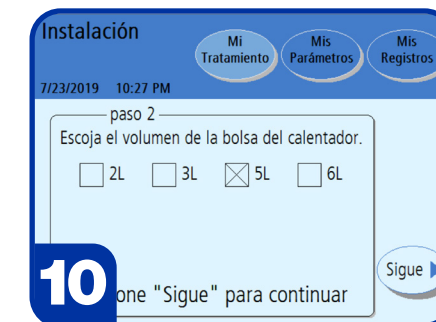 Instalación
Mi
Tratamiento
Mis
Parámetros
Mis
Registros
7/23/2019 10:27 PM
paso 2
Escoja el volumen de la bolsa del calentador.
2L 3L 5L 6L
Sigue
10
one "Sigue" para continuar